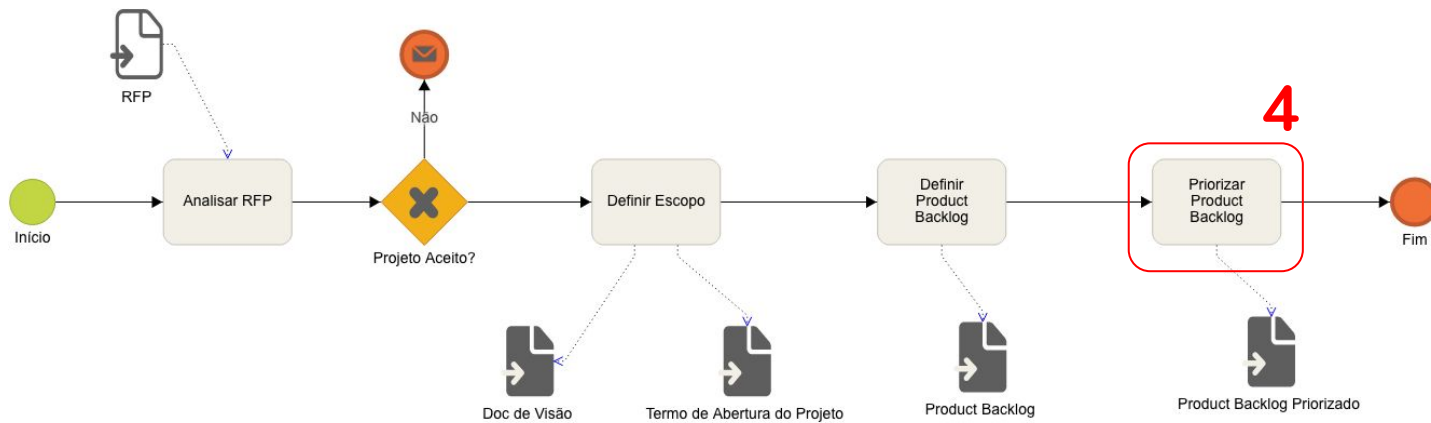 RFP
Não
4
Início
Analisar RFP
Projeto Aceito?
Definir Escopo
Definir
Product
Backlog
Priorizar
Product
Backlog
Fim
Doc de Visão
Termo de Abertura do Projeto
Product Backlog
Product Backlog Priorizado